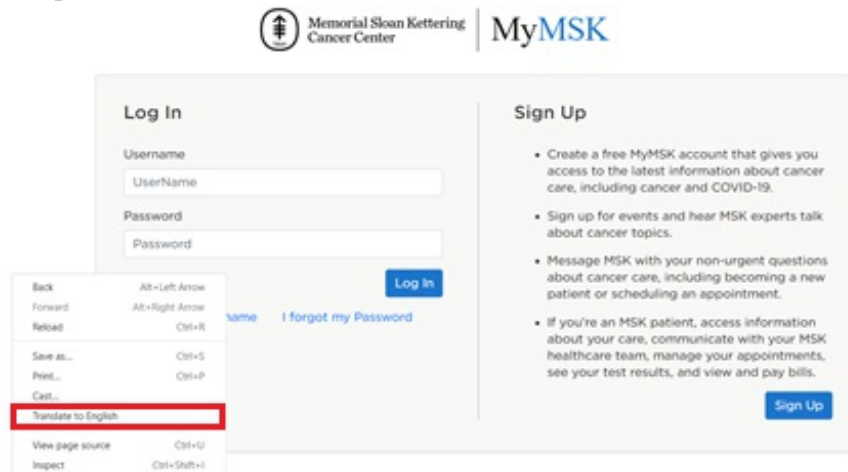 Memorial Sloan Kettering
Cancer Center
MyMSK
Log In
Username
UserName
Password
Password
Log In
name I forgot my Password
Sign Up
• Create a free MyMSK account that gives you
access to the latest information about cancer
care, including cancer and COVID-19.
• Sign up for events and hear MSK experts talk
about cancer topics.
• Message MSK with your non-urgent questions
about cancer care, including becoming a new
patient or scheduling an appointment.
• If you're an MSK patient, access information
about your care, communicate with your MSK
healthcare team, manage your appointments,
see your test results, and view and pay bills.
Sign Up
Back Alt+Left Arrow
Forward Alt+Right Arrow
Reload Ctrl+R
Save as... Ctrl+S
Print... Ctrl+P
Cast...
Translate to English
View page source Ctrl+U
Inspect Ctrl+Shift+I